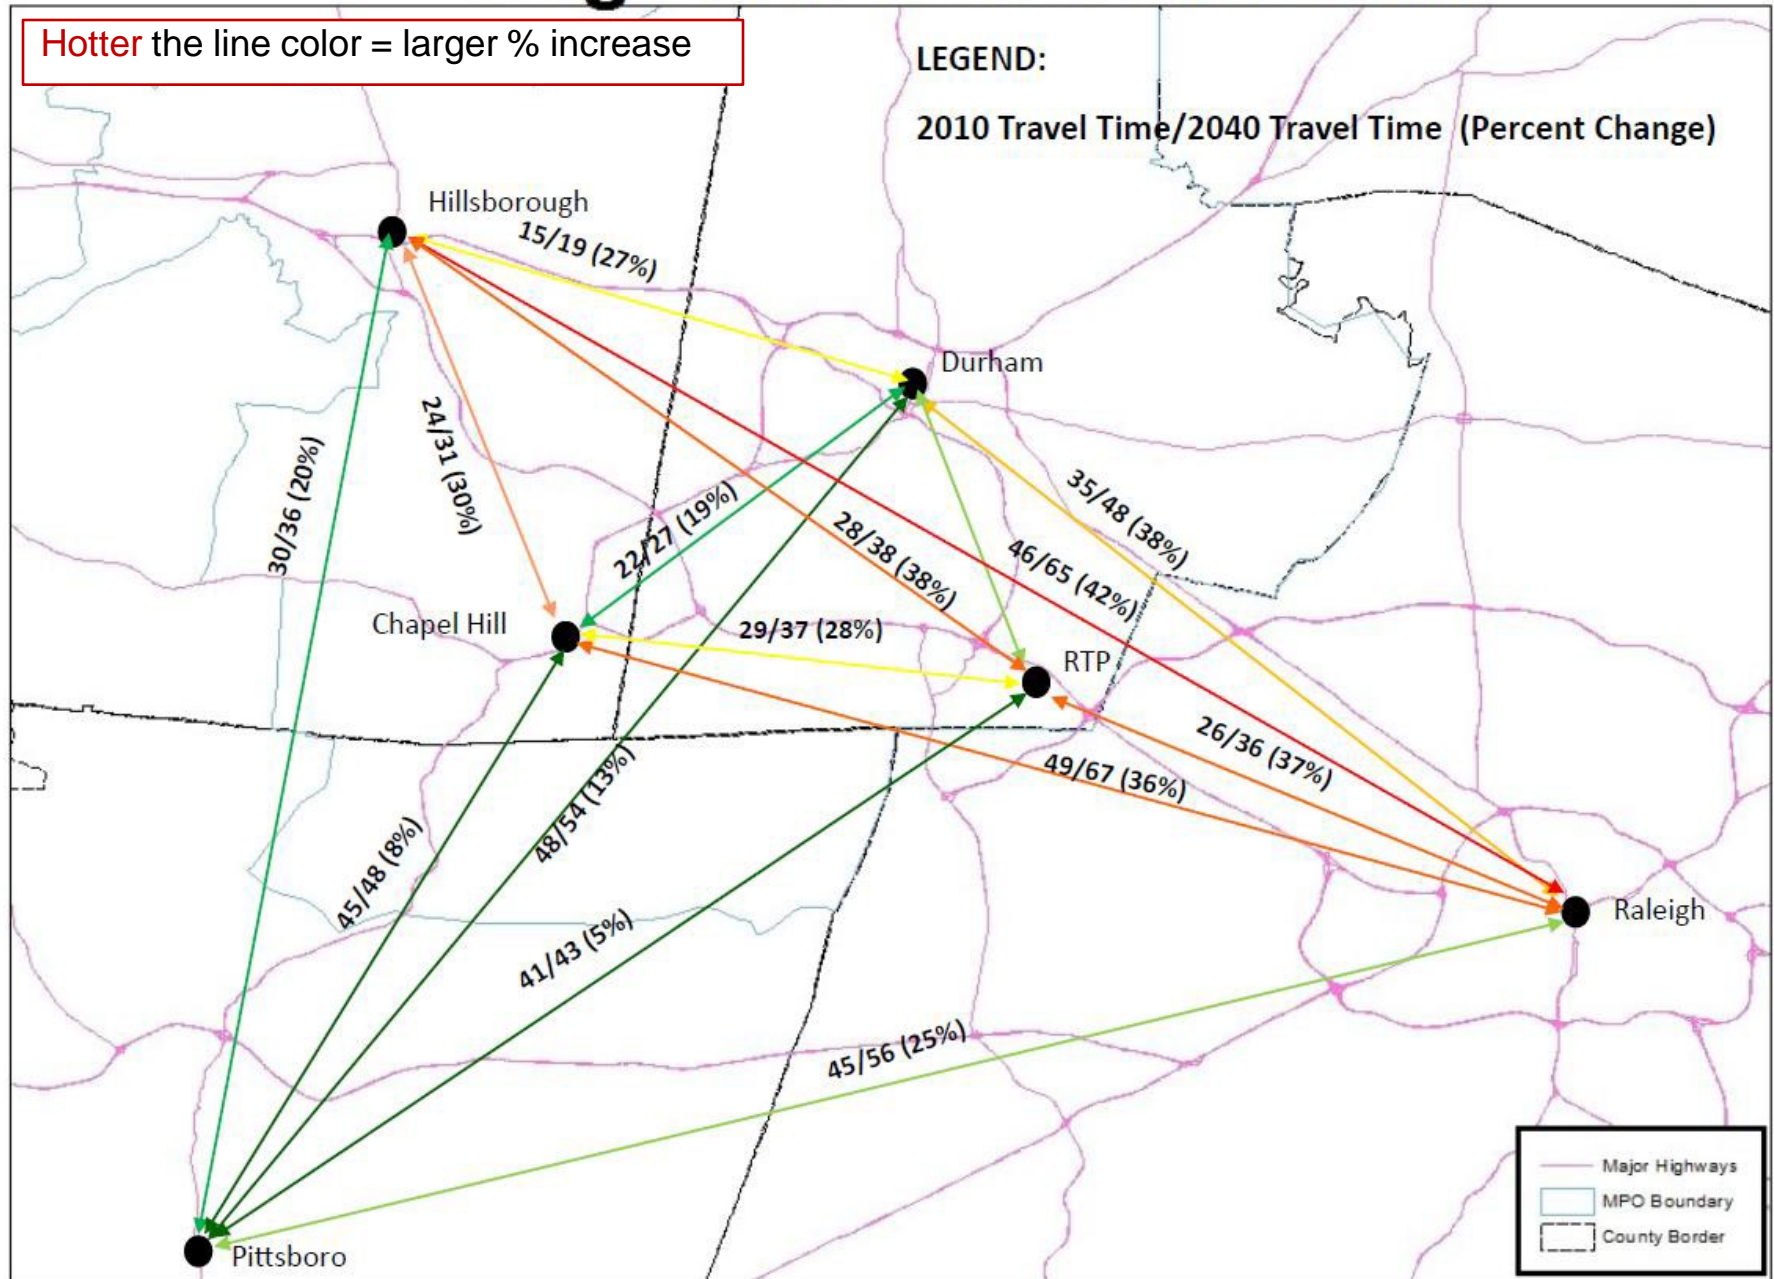 Hotter the line color = larger % increase
LEGEND:
2010 Travel Time/2040 Travel Time (Percent Change)
Hillsborough
15/19 (27%)
Durham
24/31 (30%)
30/36 (20%)
22/27 (19%)
28/38 (38%)
46/65 (42%)
35/48 (38%)
Chapel Hill
29/37 (28%)
RTP
26/36 (37%)
49/67 (36%)
48/54 (13%)
45/48 (8%)
41/43 (5%)
Raleigh
45/56 (25%)
Pittsboro
Major Highways
MPO Boundary
County Border